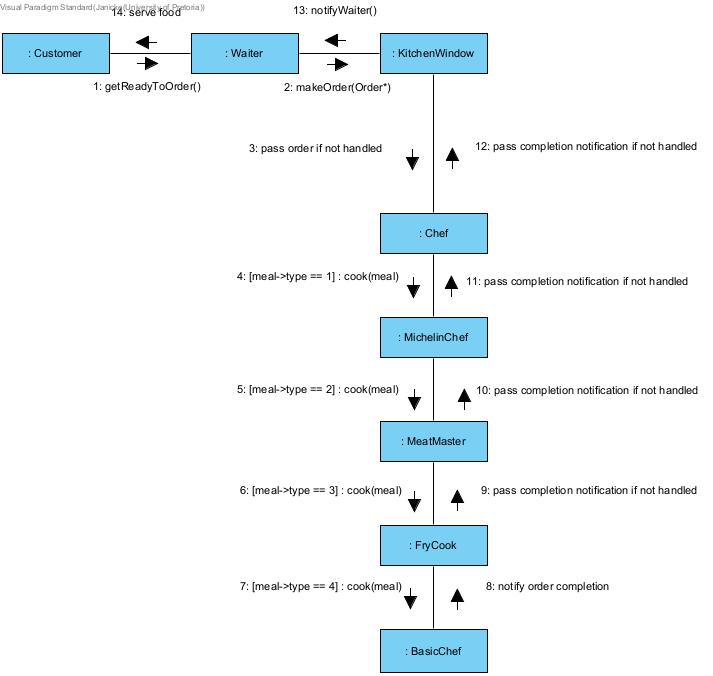 Visual Paradigm Standard(Janicke(University of Pretoria))
14: serve food
13: notifyWaiter()
: Customer
: Waiter
: KitchenWindow
1: getReadyToOrder()
2: makeOrder(Order*)
3: pass order if not handled
12: pass completion notification if not handled
: Chef
4: [meal->type == 1] : cook(meal)
11: pass completion notification if not handled
: MichelinChef
5: [meal->type == 2] : cook(meal)
10: pass completion notification if not handled
: MeatMaster
6: [meal->type == 3] : cook(meal)
9: pass completion notification if not handled
: FryCook
7: [meal->type == 4] : cook(meal)
8: notify order completion
: BasicChef